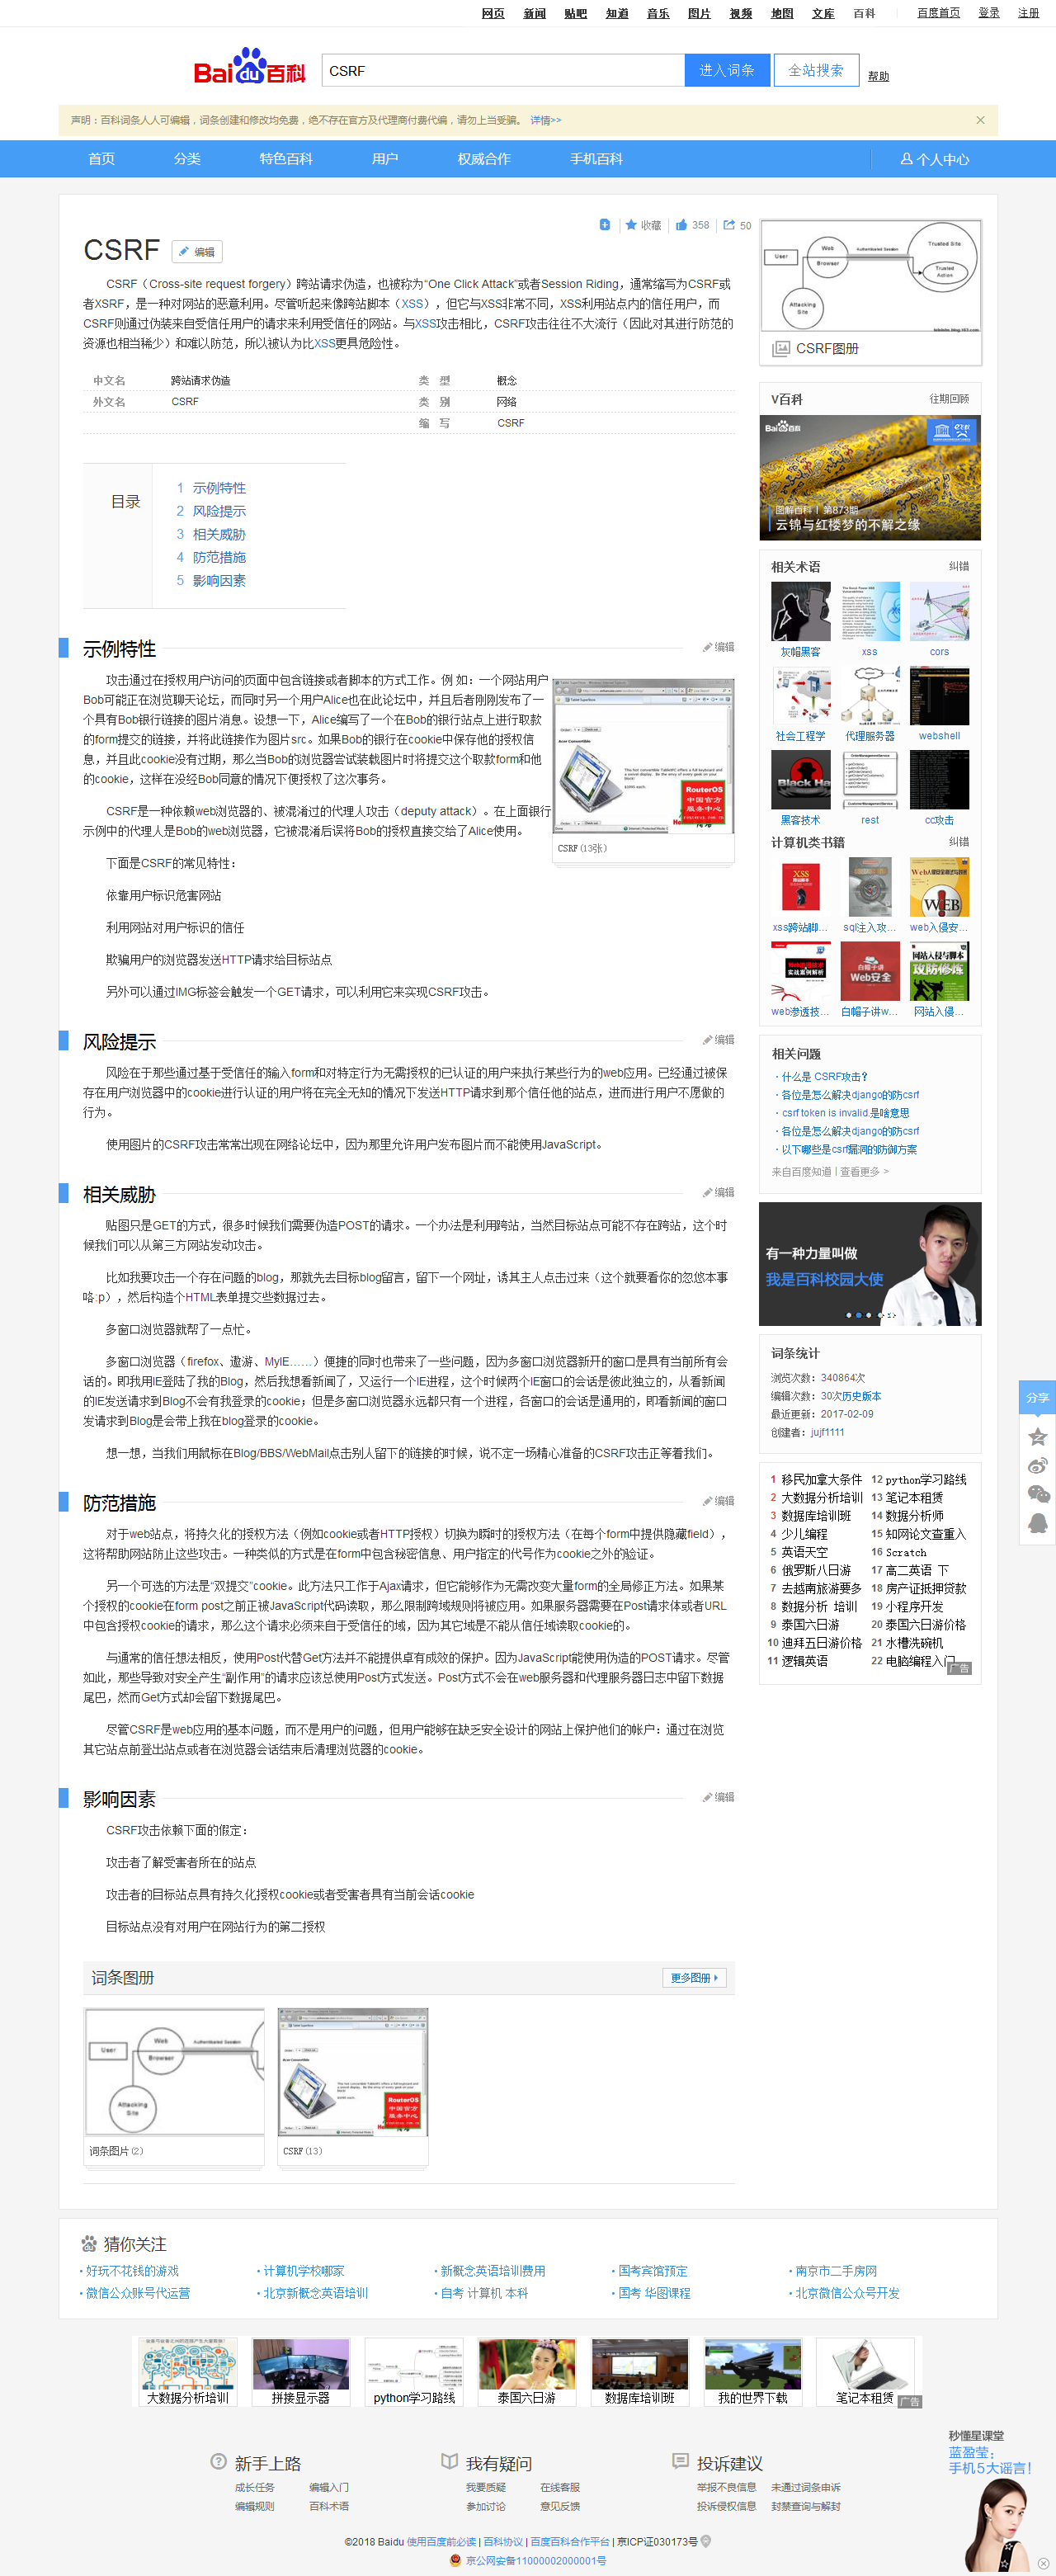 网页 新闻 贴吧 知道 音乐 图片 视频 地图 文库 百科 百度首页 登录 注册
Bai du 百科 CSRF 进入词条 全站搜索 帮助
声明：百科词条人人可编辑，词条创建和修改均免费，绝不存在官方及代理商付费代编，请勿上当受骗。 详情>>
首页 分类 特色百科 用户 权威合作 手机百科 个人中心
收藏 358 50
CSRF 编辑
CSRF（Cross-site request forgery）跨站请求伪造，也被称为“One Click Attack”或者Session Riding，通常缩写为CSRF或
者XSRF，是一种对网站的恶意利用。尽管听起来像跨站脚本（XSS），但它与XSS非常不同，XSS利用站点内的信任用户，而
CSRF则通过伪装来自受信任用户的请求来利用受信任的网站。与XSS攻击相比，CSRF攻击往往不大流行（因此对其进行防范的
资源也相当稀少）和难以防范，所以被认为比XSS更具危险性。
中文名 跨站请求伪造 类 型 概念
外文名 CSRF 类 别 网络
缩 写 CSRF
目录
1 示例特性
2 风险提示
3 相关威胁
4 防范措施
5 影响因素
示例特性 编辑
攻击通过在授权用户访问的页面中包含链接或者脚本的方式工作。例 如：一个网站用户
Bob可能正在浏览聊天论坛，而同时另一个用户Alice也在此论坛中，并且后者刚刚发布了一
个具有Bob银行链接的图片消息。设想一下，Alice编写了一个在Bob的银行站点上进行取款
的form提交的链接，并将此链接作为图片src。如果Bob的银行在cookie中保存他的授权信
息，并且此cookie没有过期，那么当Bob的浏览器尝试装载图片时将提交这个取款form和他
的cookie，这样在没经Bob同意的情况下便授权了这次事务。
CSRF是一种依赖web浏览器的、被混淆过的代理人攻击（deputy attack）。在上面银行
示例中的代理人是Bob的web浏览器，它被混淆后误将Bob的授权直接交给了Alice使用。
RouterOS
中国官方
服务中心
CSRF (13张)
下面是CSRF的常见特性：
依靠用户标识危害网站
利用网站对用户标识的信任
欺骗用户的浏览器发送HTTP请求给目标站点
另外可以通过IMG标签会触发一个GET请求，可以利用它来实现CSRF攻击。
风险提示 编辑
风险在于那些通过基于受信任的输入form和对特定行为无需授权的已认证的用户来执行某些行为的web应用。已经通过被保
存在用户浏览器中的cookie进行认证的用户将在完全无知的情况下发送HTTP请求到那个信任他的站点，进而进行用户不愿做的
行为。
使用图片的CSRF攻击常常出现在网络论坛中，因为那里允许用户发布图片而不能使用JavaScript。
相关威胁 编辑
贴图只是GET的方式，很多时候我们需要伪造POST的请求。一个办法是利用跨站，当然目标站点可能不存在跨站，这个时
候我们可以从第三方网站发动攻击。
比如我要攻击一个存在问题的blog，那就先去目标blog留言，留下一个网址，诱其主人点击过来（这个就要看你的忽悠本事
咯:p），然后构造个HTML表单提交些数据过去。
多窗口浏览器就帮了一点忙。
多窗口浏览器（firefox、遨游、MyIE……）便捷的同时也带来了一些问题，因为多窗口浏览器新开的窗口是具有当前所有会
话的。即我用IE登陆了我的Blog，然后我想看新闻了，又运行一个IE进程，这个时候两个IE窗口的会话是彼此独立的，从看新闻
的IE发送请求到Blog不会有我登录的cookie；但是多窗口浏览器永远都只有一个进程，各窗口的会话是通用的，即看新闻的窗口
发请求到Blog是会带上我在blog登录的cookie。
想一想，当我们用鼠标在Blog/BBS/WebMail点击别人留下的链接的时候，说不定一场精心准备的CSRF攻击正等着我们。
防范措施 编辑
对于web站点，将持久化的授权方法（例如cookie或者HTTP授权）切换为瞬时的授权方法（在每个form中提供隐藏field），
这将帮助网站防止这些攻击。一种类似的方式是在form中包含秘密信息、用户指定的代号作为cookie之外的验证。
另一个可选的方法是“双提交”cookie。此方法只工作于Ajax请求，但它能够作为无需改变大量form的全局修正方法。如果某
个授权的cookie在form post之前正被JavaScript代码读取，那么限制跨域规则将被应用。如果服务器需要在Post请求体或者URL
中包含授权cookie的请求，那么这个请求必须来自于受信任的域，因为其它域是不能从信任域读取cookie的。
与通常的信任想法相反，使用Post代替Get方法并不能提供卓有成效的保护。因为JavaScript能使用伪造的POST请求。尽管
如此，那些导致对安全产生“副作用”的请求应该总使用Post方式发送。Post方式不会在web服务器和代理服务器日志中留下数据
尾巴，然而Get方式却会留下数据尾巴。
尽管CSRF是web应用的基本问题，而不是用户的问题，但用户能够在缺乏安全设计的网站上保护他们的帐户：通过在浏览
其它站点前登出站点或者在浏览器会话结束后清理浏览器的cookie。
影响因素 编辑
CSRF攻击依赖下面的假定：
攻击者了解受害者所在的站点
攻击者的目标站点具有持久化授权cookie或者受害者具有当前会话cookie
目标站点没有对用户在网站行为的第二授权
词条图册 更多图册
User Web Browser Authenticated Session Attacking Site
RouterOS
中国官方
服务中心
词条图片(2) CSRF(13)
User Web Browser Authenticated Session Trusted Site Trusted Action Attacking Site
CSRF图册
V百科 往期回顾
Bai百科
图解百科 | 第873期
云锦与红楼梦的不解之缘
相关术语 纠错
灰帽黑客 xss cors
社会工程学 代理服务器 webshell
黑客技术 rest cc攻击
计算机类书籍 纠错
xss跨站脚... sql注入攻... web入侵安...
web渗透技... 白帽子讲w... 网站入侵...
相关问题
· 什么是 CSRF攻击?
· 各位是怎么解决django的防csrf
· csrf token is invalid.是啥意思
· 各位是怎么解决django的防csrf
· 以下哪些是csrf漏洞的防御方案
来自百度知道 | 查看更多 >
有一种力量叫做
我是百科校园大使
词条统计
浏览次数：340864次
编辑次数：30次历史版本
最近更新：2017-02-09
创建者：jujf1111
1 移民加拿大条件 12 python学习路线
2 大数据分析培训 13 笔记本租赁
3 数据库培训班 14 数据分析师
4 少儿编程 15 知网论文查重入
5 英语天空 16 Scratch
6 俄罗斯八日游 17 高二英语 下
7 去越南旅游要多 18 房产证抵押贷款
8 数据分析 培训 19 小程序开发
9 泰国六日游 20 泰国六日游价格
10 迪拜五日游价格 21 水槽洗碗机
11 逻辑英语 22 电脑编程入门
广告
分享
猜你关注
· 好玩不花钱的游戏 · 计算机学校哪家 · 新概念英语培训费用 · 国考宾馆预定 · 南京市二手房网
· 微信公众账号代运营 · 北京新概念英语培训 · 自考 计算机 本科 · 国考 华图课程 · 北京微信公众号开发
大数据分析培训 拼接显示器 python学习路线 泰国六日游 数据库培训班 我的世界下载 笔记本租赁 广告
新手上路 我有疑问 投诉建议
成长任务 编辑入门 我要质疑 在线客服 举报不良信息 未通过词条申诉
编辑规则 百科术语 参加讨论 意见反馈 投诉侵权信息 封禁查询与解封
秒懂星课堂
蓝盈莹：
手机5大谣言！
©2018 Baidu 使用百度前必读 | 百科协议 | 百度百科合作平台 | 京ICP证030173号
京公网安备11000002000001号